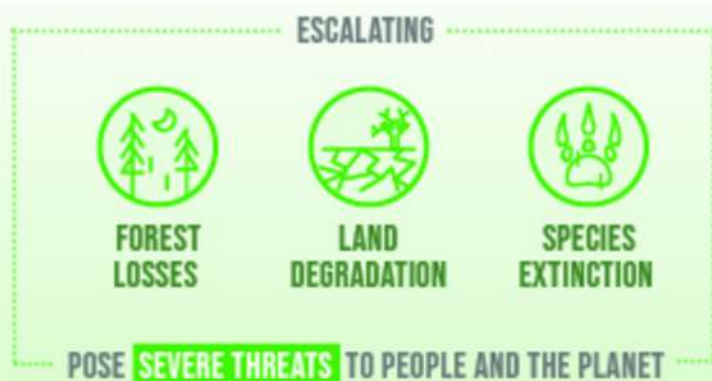 ESCALATING
FOREST
LOSSES
LAND
DEGRADATION
SPECIES
EXTINCTION
POSE SEVERE THREATS TO PEOPLE AND THE PLANET